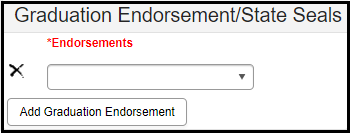 Graduation Endorsement/State Seals
*Endorsements
Add Graduation Endorsement